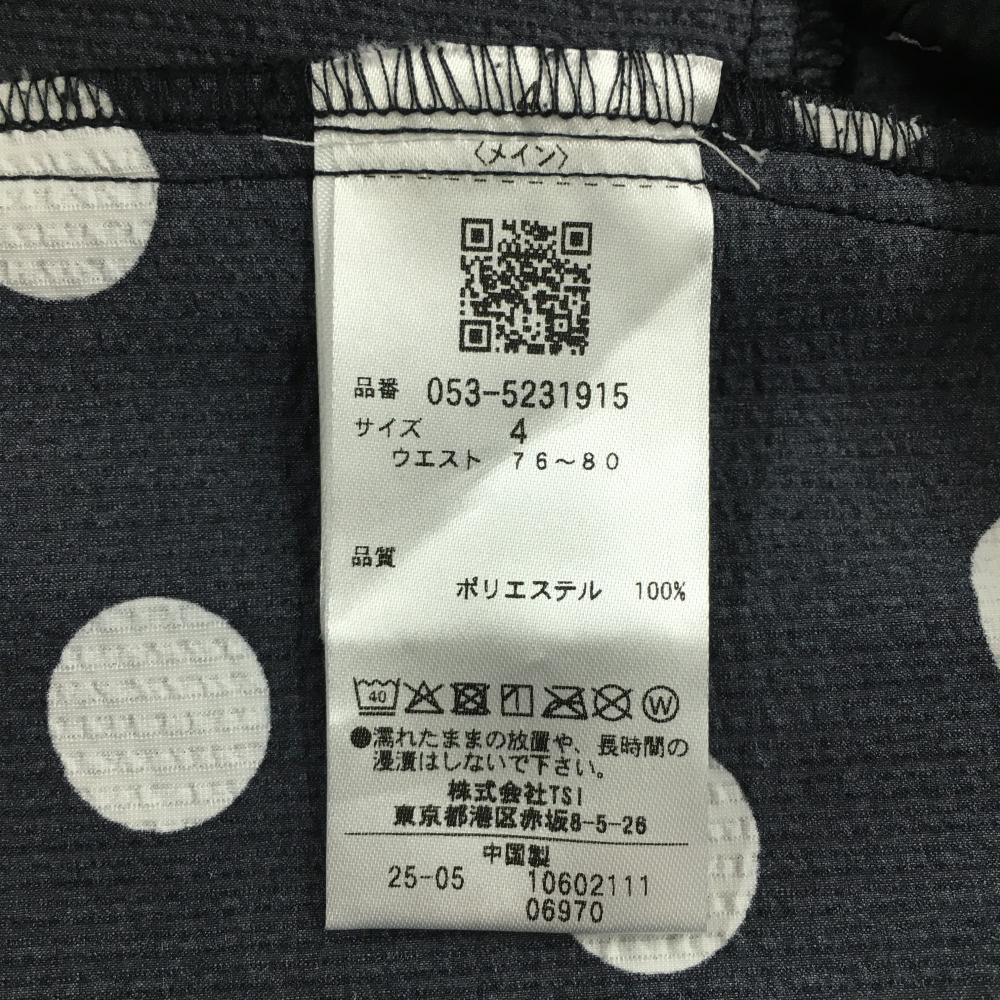 〈メイン〉
品番 053-5231915
サイズ 4
ウエスト 76〜80
品質
ポリエステル 100%
40
W
●濡れたままの放置や、長時間の
浸漬はしないで下さい。
株式会社TSI
東京都港区赤坂8-5-26
中国製
25-05 10602111
06970